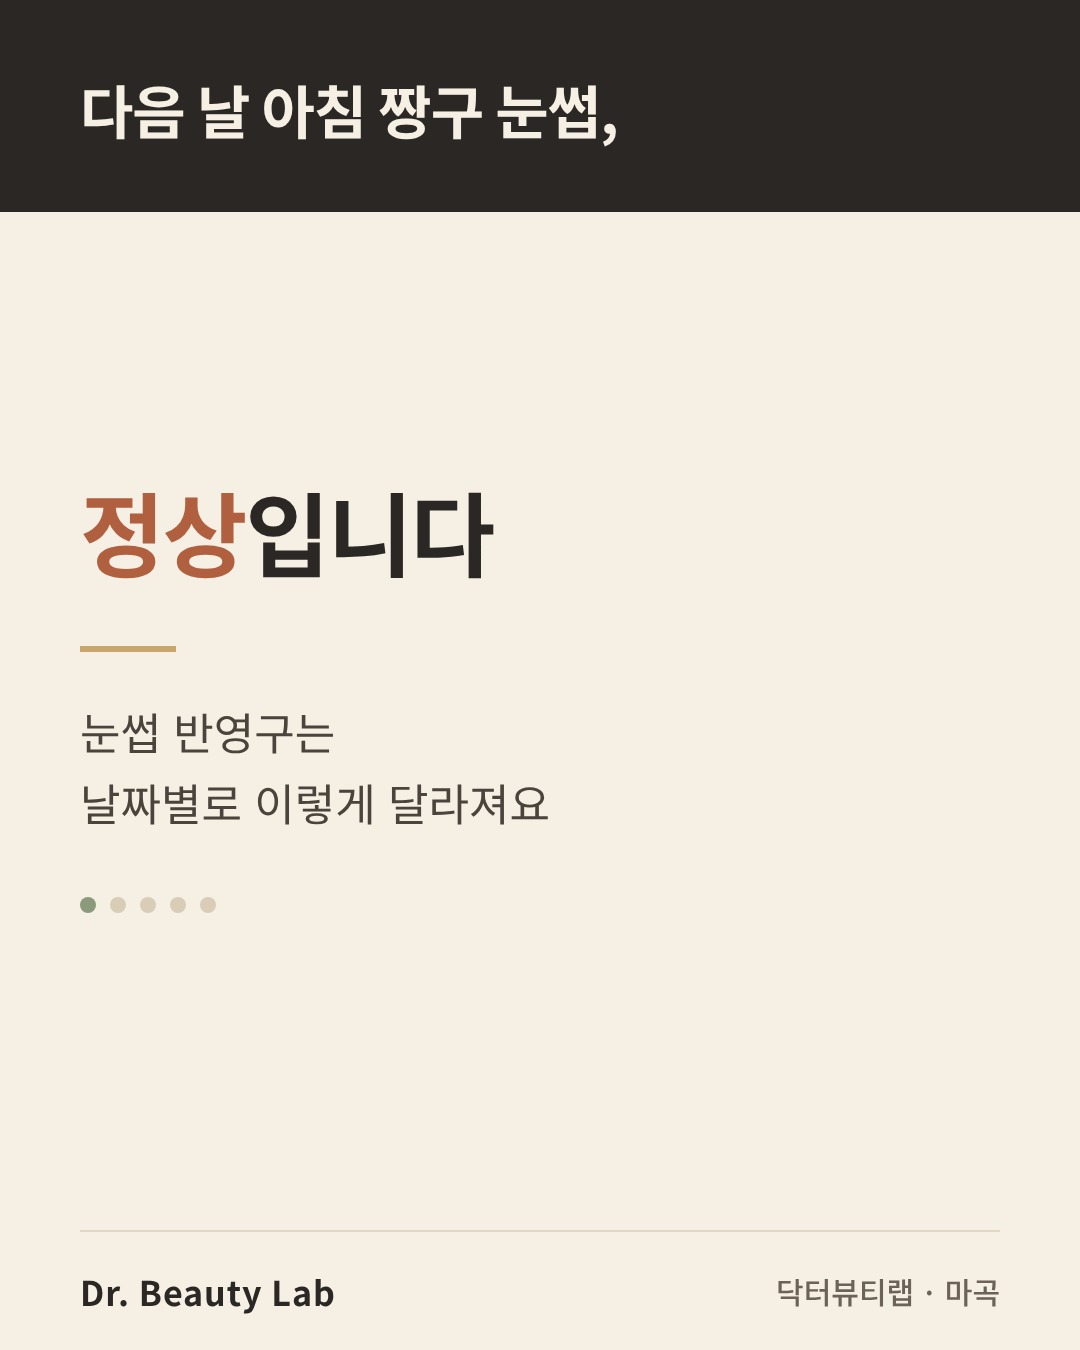 다음 날 아침 짱구 눈썹,
정상입니다
눈썹 반영구는
날짜별로 이렇게 달라져요
Dr. Beauty Lab
닥터뷰티랩 · 마곡